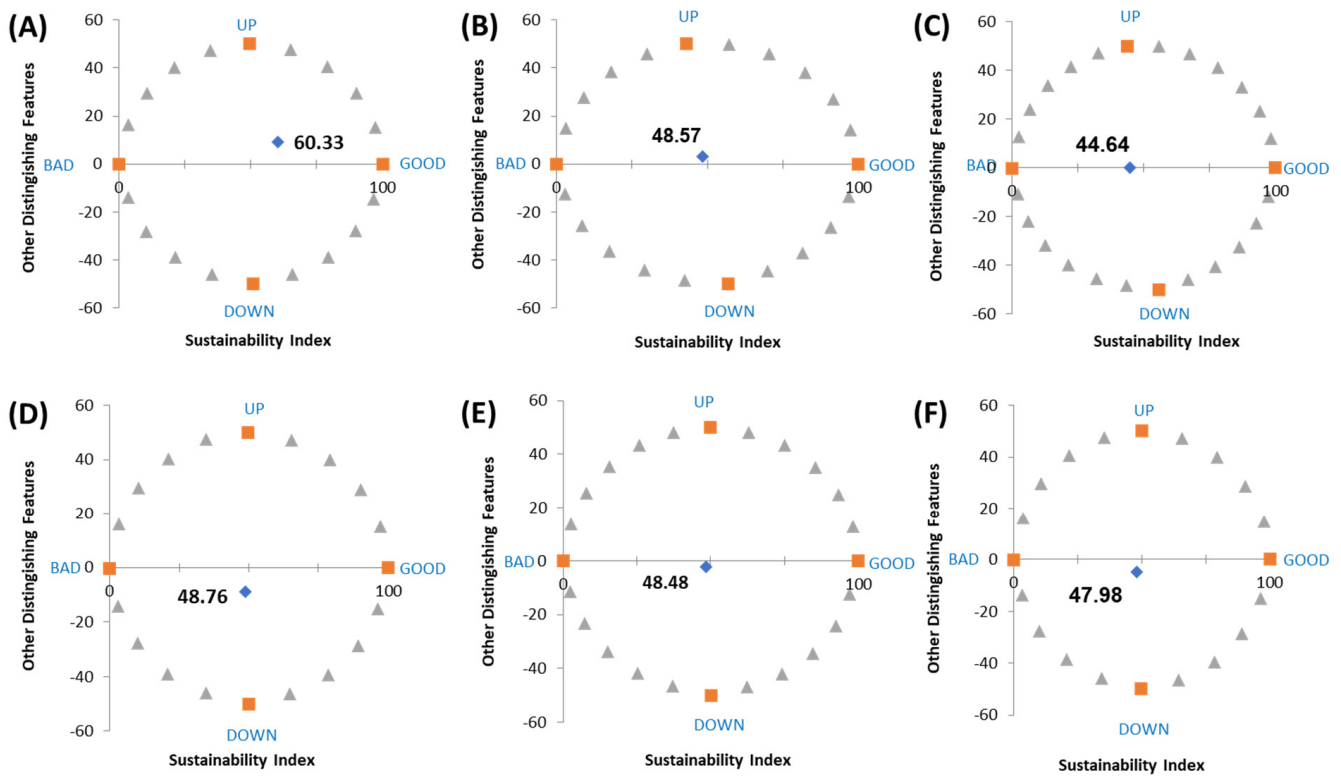 (A)
UP
60
40
20
0
-20
-40
-60
Other Distingishing Features
BAD
GOOD
60.33
0
100
DOWN
Sustainability Index
(B)
UP
60
40
20
0
-20
-40
-60
Other Distingishing Features
BAD
GOOD
48.57
0
100
DOWN
Sustainability Index
(C)
UP
60
40
20
0
-20
-40
-60
Other Distingishing Features
BAD
GOOD
44.64
0
100
DOWN
Sustainability Index
(D)
UP
60
40
20
0
-20
-40
-60
Other Distingishing Features
BAD
GOOD
48.76
0
100
DOWN
Sustainability Index
(E)
UP
60
40
20
0
-20
-40
-60
Other Distingishing Features
BAD
GOOD
48.48
0
100
DOWN
Sustainability Index
(F)
UP
60
40
20
0
-20
-40
-60
Other Distingishing Features
BAD
GOOD
47.98
0
100
DOWN
Sustainability Index